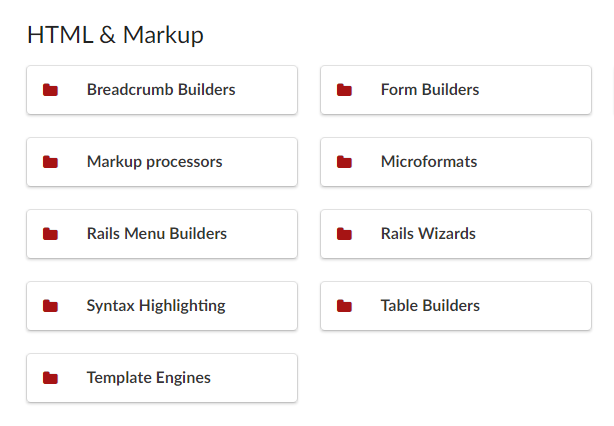 HTML & Markup
Breadcrumb Builders
Form Builders
Markup processors
Microformats
Rails Menu Builders
Rails Wizards
Syntax Highlighting
Table Builders
Template Engines